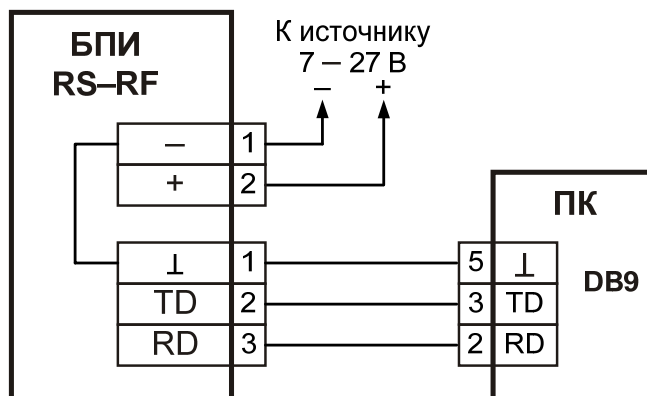 БПИ
RS–RF
К источнику
7 – 27 В
– +
– 1
+ 2
⊥ 1
TD 2
RD 3
ПК
DB9
5 ⊥
3 TD
2 RD